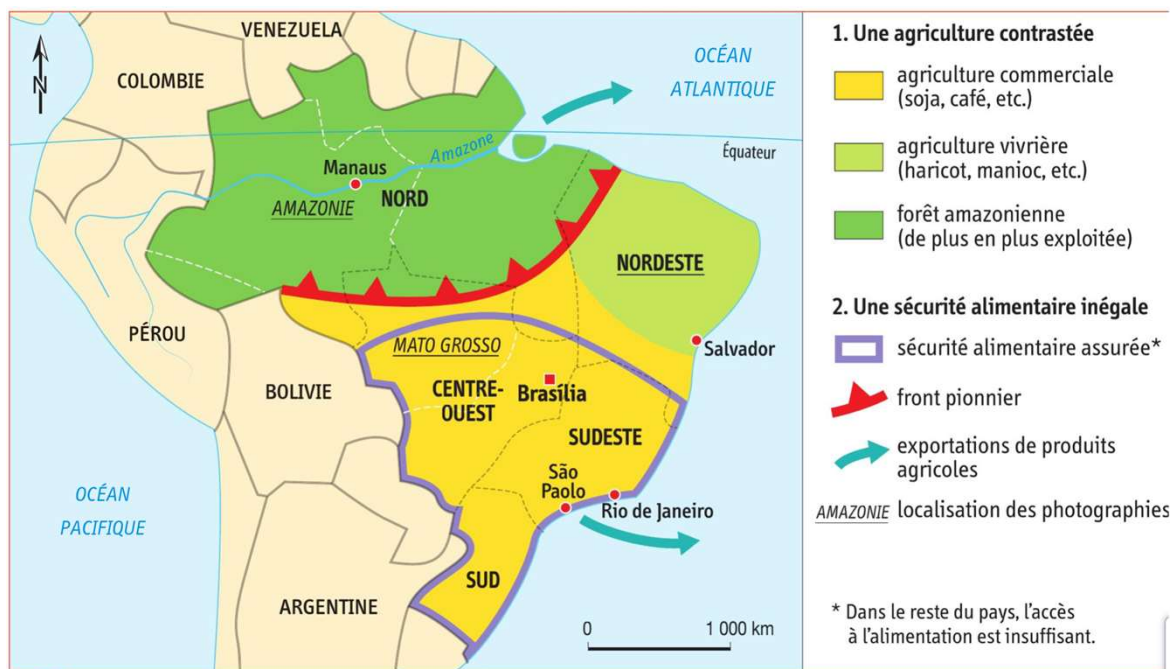 VENEZUELA
COLOMBIE
OCÉAN
ATLANTIQUE
N
Amazone
Équateur
Manaus
NORD
AMAZONIE
NORDESTE
PÉROU
MATO GROSSO
Salvador
BOLIVIE
CENTRE-
OUEST
Brasília
SUDESTE
São
Paolo
Rio de Janeiro
OCÉAN
PACIFIQUE
SUD
ARGENTINE
0 1 000 km
1. Une agriculture contrastée
agriculture commerciale
(soja, café, etc.)
agriculture vivrière
(haricot, manioc, etc.)
forêt amazonienne
(de plus en plus exploitée)
2. Une sécurité alimentaire inégale
sécurité alimentaire assurée*
front pionnier
exportations de produits
agricoles
AMAZONIE localisation des photographies
* Dans le reste du pays, l'accès
à l'alimentation est insuffisant.